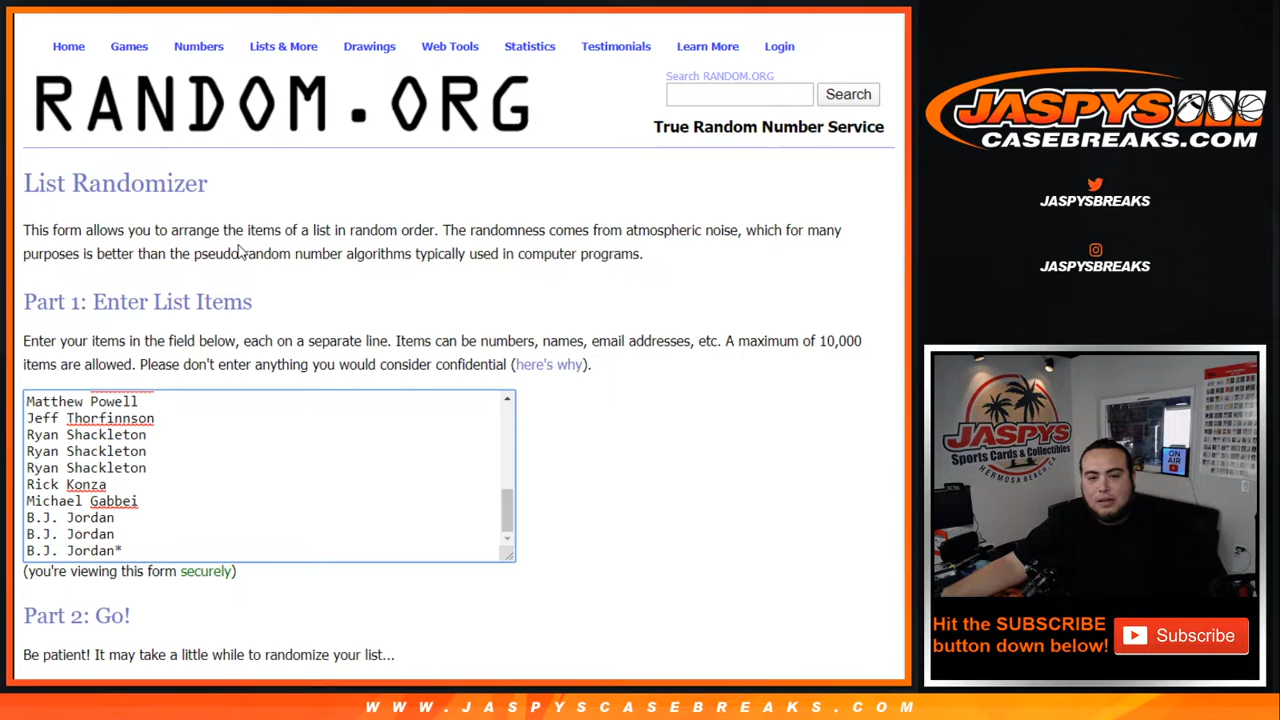 Home Games Numbers Lists & More Drawings Web Tools Statistics Testimonials Learn More Login
RANDOM.ORG
Search RANDOM.ORG
Search
True Random Number Service
List Randomizer
This form allows you to arrange the items of a list in random order. The randomness comes from atmospheric noise, which for many
purposes is better than the pseudo-random number algorithms typically used in computer programs.
Part 1: Enter List Items
Enter your items in the field below, each on a separate line. Items can be numbers, names, email addresses, etc. A maximum of 10,000
items are allowed. Please don't enter anything you would consider confidential (here's why).
Matthew Powell
Jeff Thorfinnson
Ryan Shackleton
Ryan Shackleton
Ryan Shackleton
Rick Konza
Michael Gabbei
B.J. Jordan
B.J. Jordan
B.J. Jordan*
(you're viewing this form securely)
Part 2: Go!
Be patient! It may take a little while to randomize your list...
JASPYS
CASEBREAKS.COM
JASPYSBREAKS
JASPYSBREAKS
JASPYS
Sports Cards & Collectibles
HERMOSA BEACH, CA
ON
AIR
Hit the SUBSCRIBE
button down below!
Subscribe
WWW.JASPYSCASEBREAKS.COM